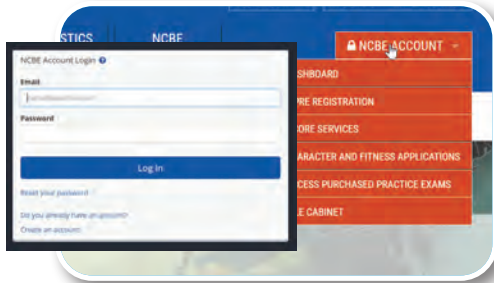 STICS NCBE
NCBE ACCOUNT
NCBE Account Login
Email
Password
Log In
Reset your password
Do you already have an account?
Create an account
SHBOARD
RE REGISTRATION
ORE SERVICES
ARACTER AND FITNESS APPLICATIONS
CESS PURCHASED PRACTICE EXAMS
LE CABINET